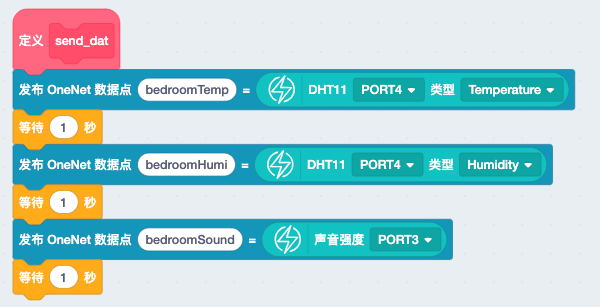 定义 send_dat
发布 OneNet 数据点 bedroomTemp = DHT11 PORT4 类型 Temperature
等待 1 秒
发布 OneNet 数据点 bedroomHumi = DHT11 PORT4 类型 Humidity
等待 1 秒
发布 OneNet 数据点 bedroomSound = 声音强度 PORT3
等待 1 秒